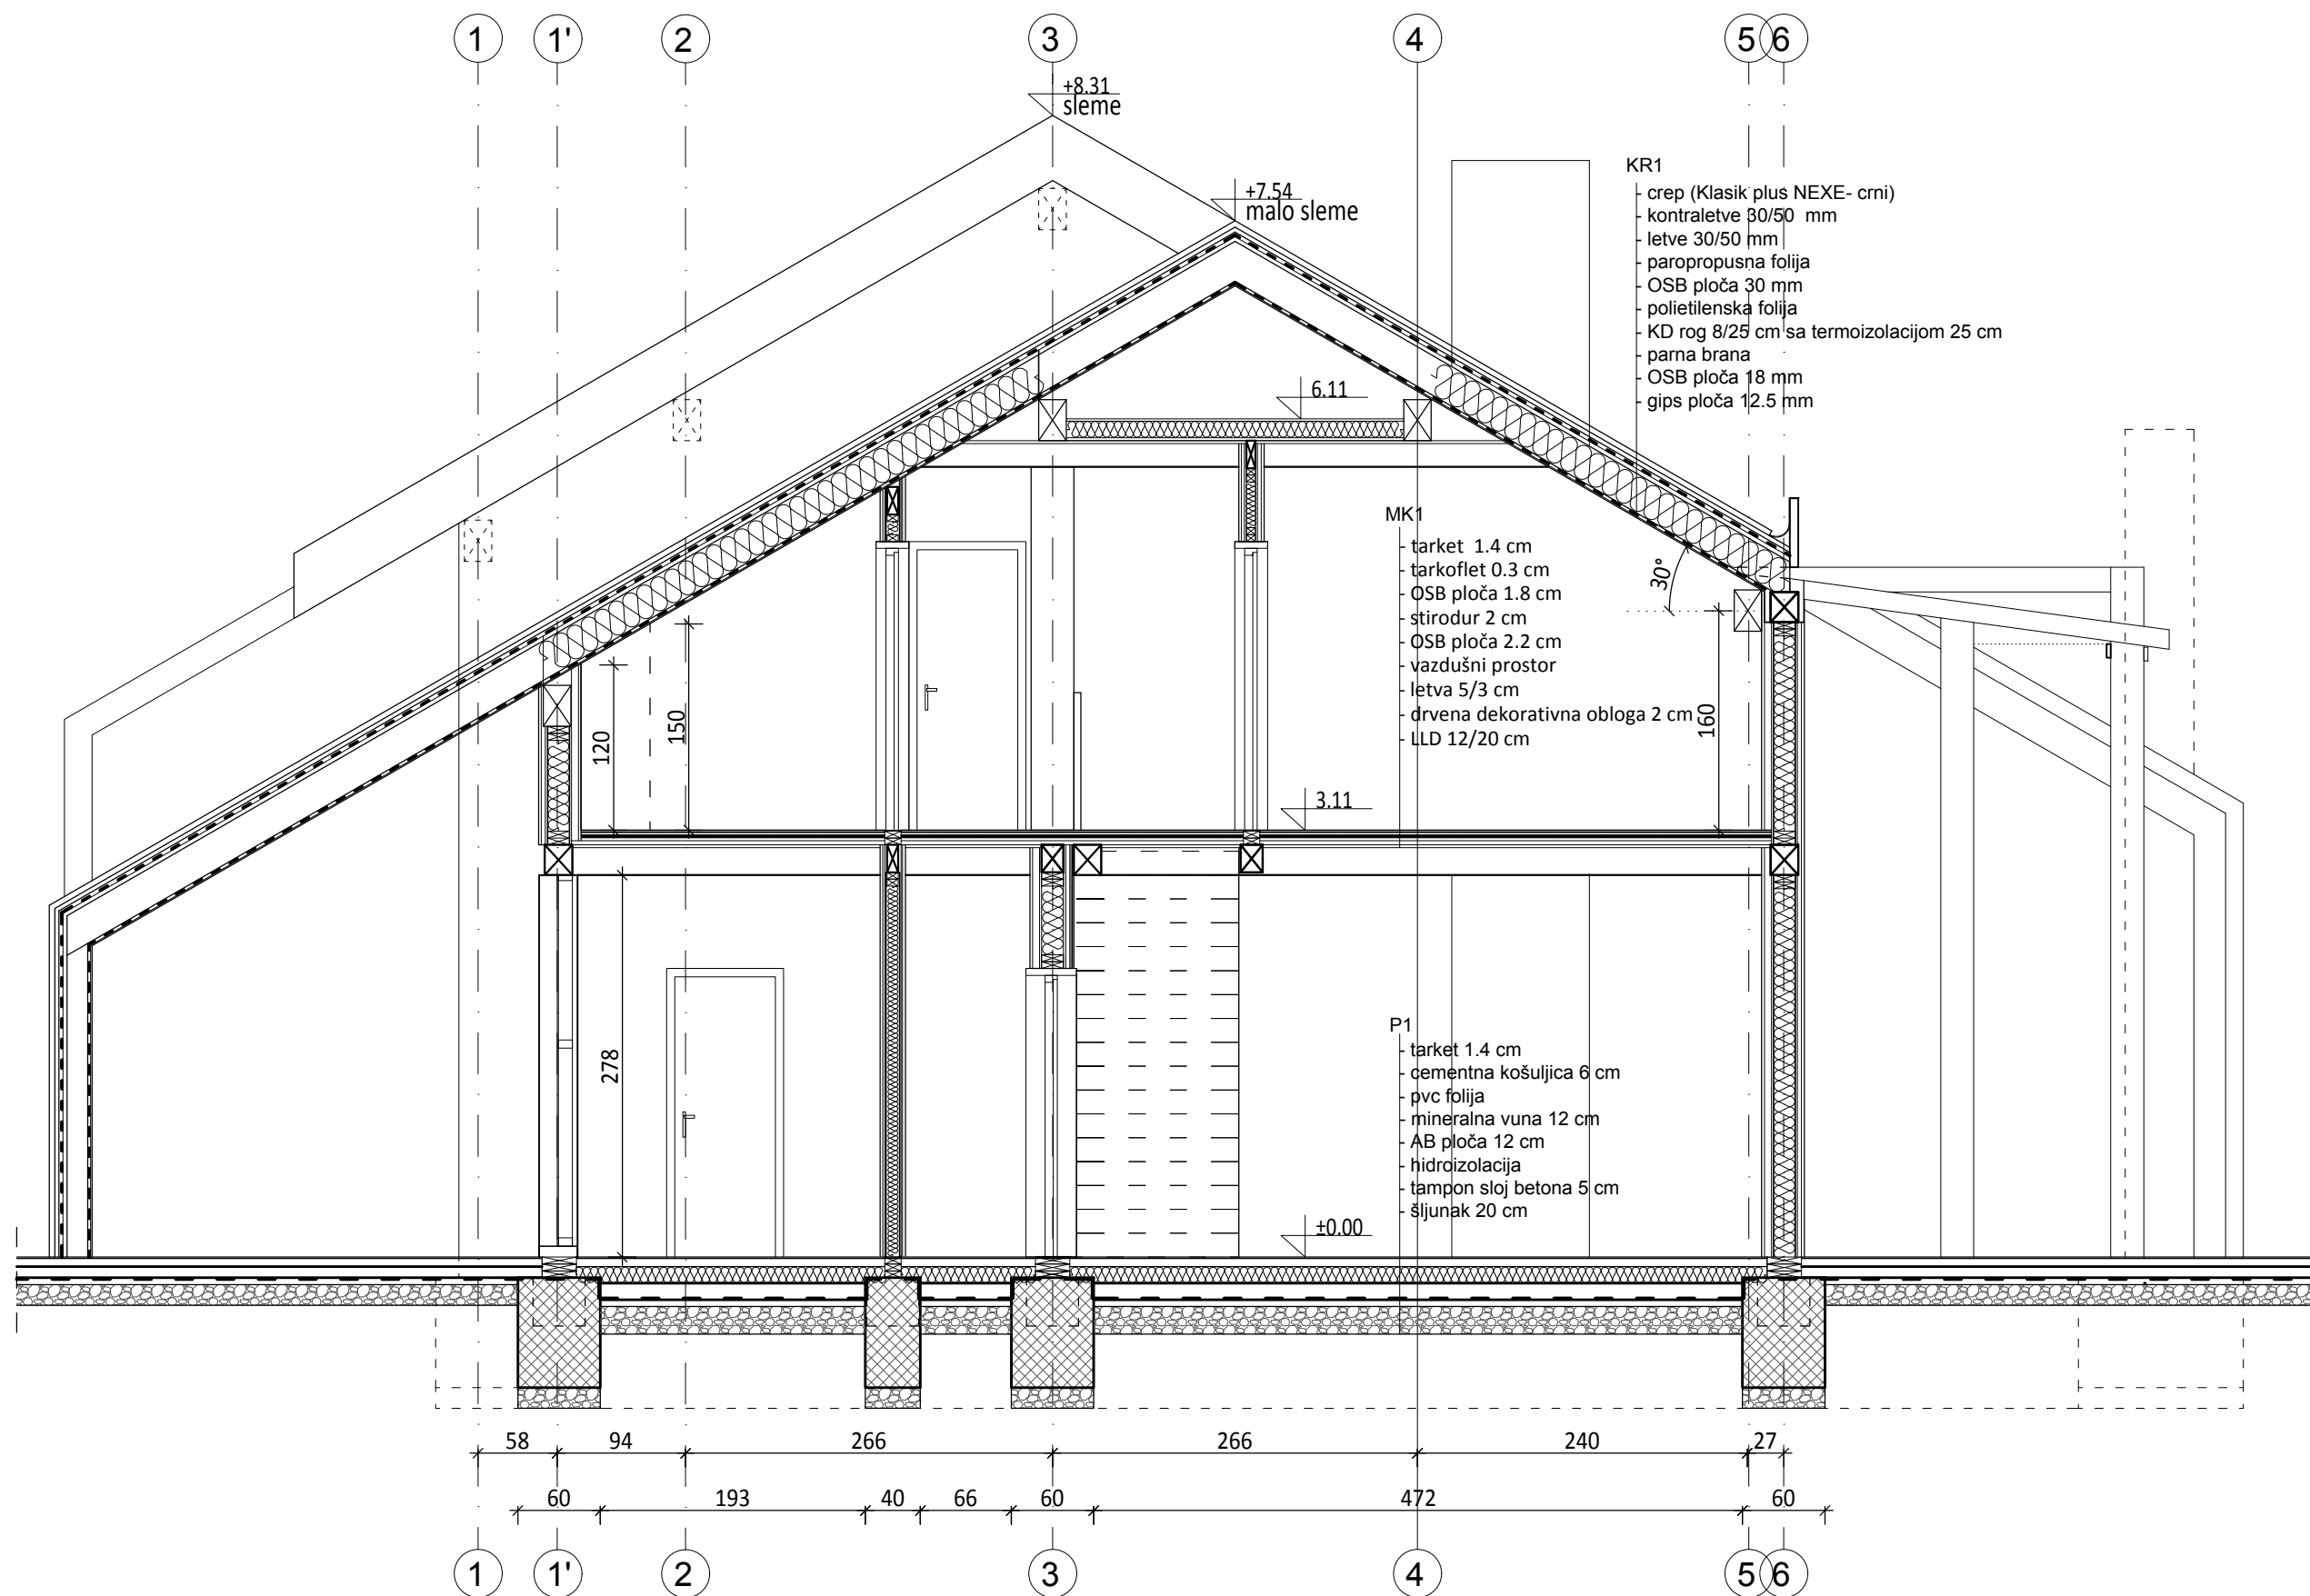 1 1' 2 3 4 5 6
+8.31
sleme
+7.54
malo sleme
KR1
- crep (Klasik plus NEXE- crni)
- kontraletve 30/50 mm
- letve 30/50 mm
- paropropusna folija
- OSB ploča 30 mm
- polietilenska folija
- KD rog 8/25 cm sa termoizolacijom 25 cm
- parna brana
- OSB ploča 18 mm
- gips ploča 12.5 mm
6.11
MK1
- tarket 1.4 cm
- tarkoflet 0.3 cm
- OSB ploča 1.8 cm
- stirodur 2 cm
- OSB ploča 2.2 cm
- vazdušni prostor
- letva 5/3 cm
- drvena dekorativna obloga 2 cm
- LLD 12/20 cm
30°
120
150
160
3.11
278
P1
- tarket 1.4 cm
- cementna košuljica 6 cm
- pvc folija
- mineralna vuna 12 cm
- AB ploča 12 cm
- hidroizolacija
- tampon sloj betona 5 cm
- šljunak 20 cm
±0.00
58 94 266 266 240 27
60 193 40 66 60 472 60
1 1' 2 3 4 5 6